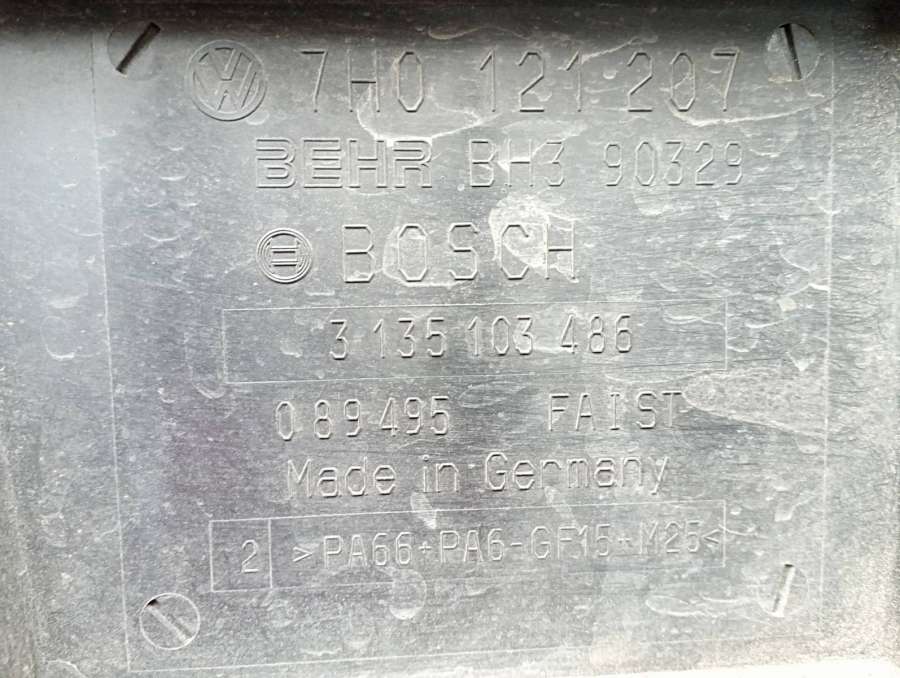 VW 7H0 121 207
BEHR BH3 90329
BOSCH
3 135 103 486
0 89 495 FAIST
Made in Germany
2 >PA66+PA6-GF15+M25<